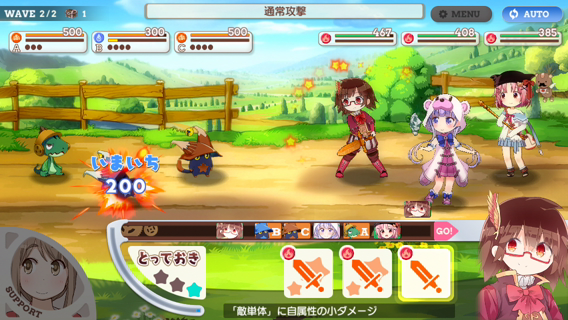 WAVE 2/2 1
通常攻撃
MENU
AUTO
500
A
300
B
500
C
467
408
385
いまいち
200
B C A GO!
とっておき
SUPPORT
「敵単体」に自属性の小ダメージ